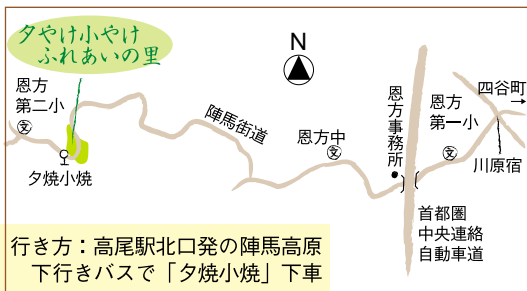 夕やけ小やけ
ふれあいの里
N
恩方
第二小
文
夕焼小焼
陣馬街道
恩方中
文
恩方事務所
恩方
第一小
文
四谷町
→
川原宿
首都圏
中央連絡
自動車道
行き方：高尾駅北口発の陣馬高原
下行きバスで「夕焼小焼」下車